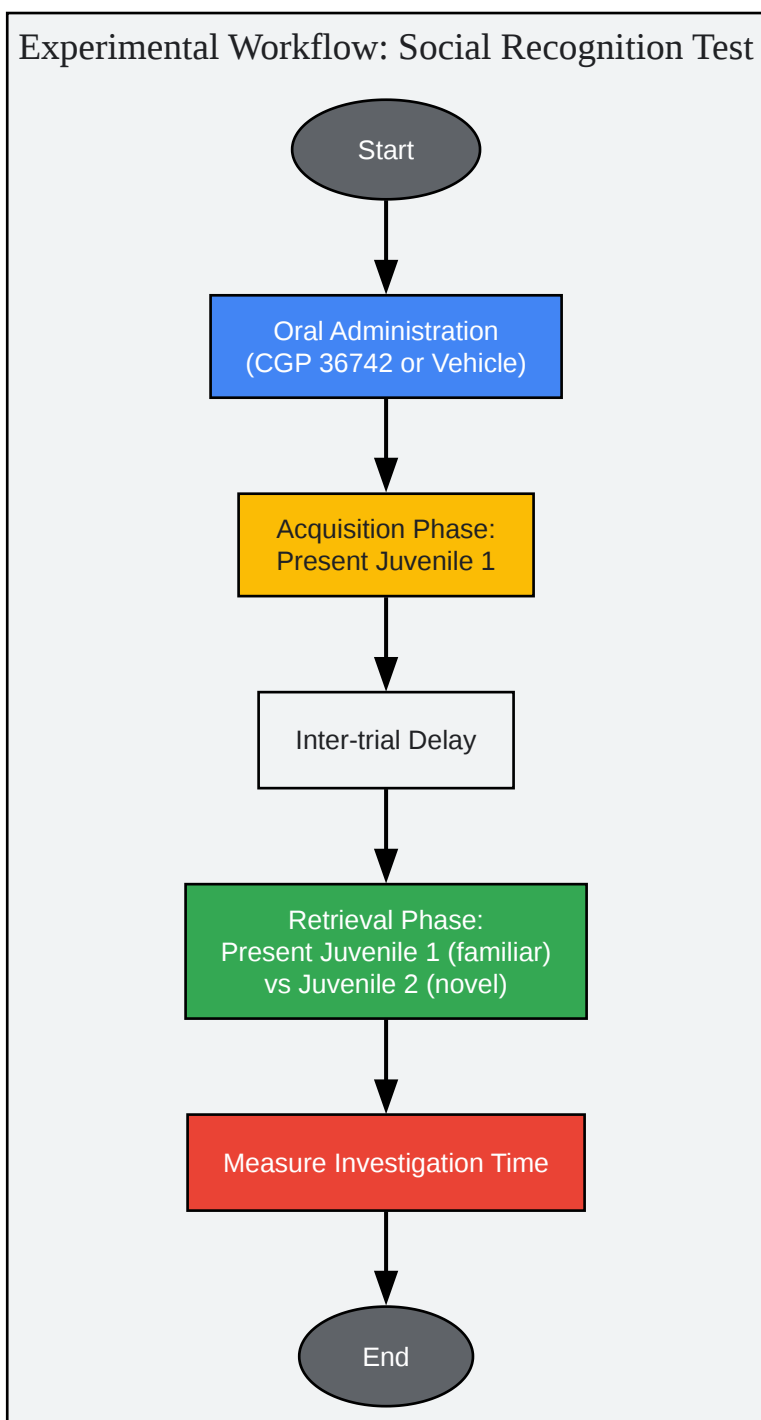 Experimental Workflow: Social Recognition Test
Start
Oral Administration
(CGP 36742 or Vehicle)
Acquisition Phase:
Present Juvenile 1
Inter-trial Delay
Retrieval Phase:
Present Juvenile 1 (familiar)
vs Juvenile 2 (novel)
Measure Investigation Time
End